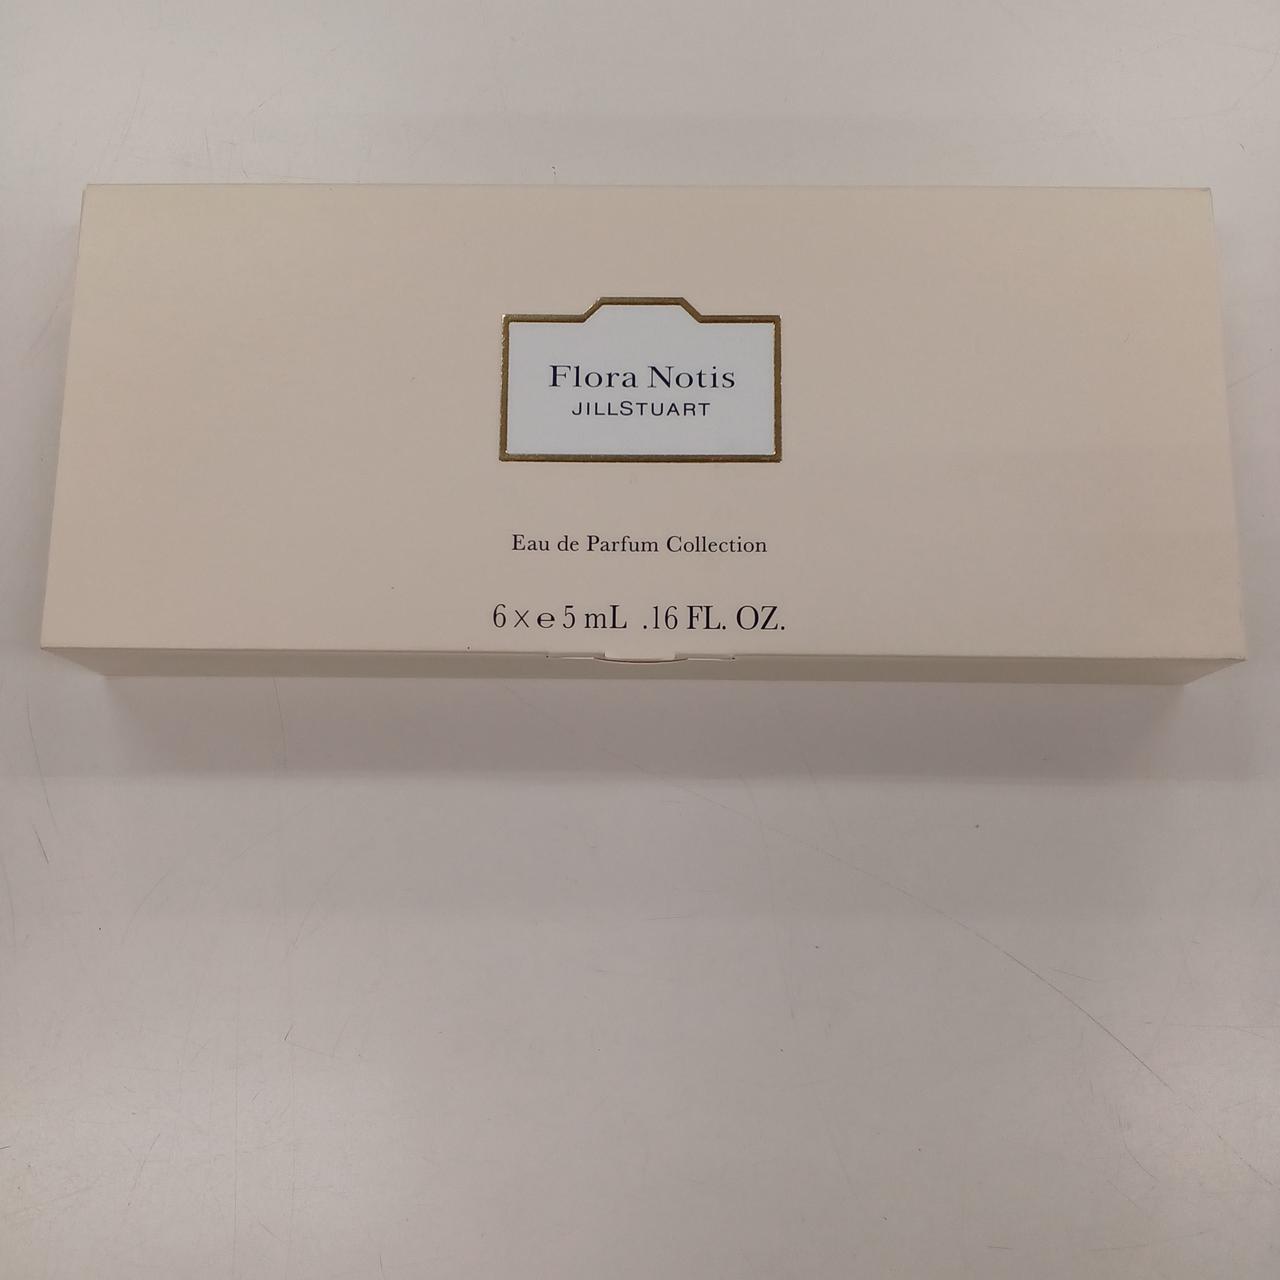 Flora Notis
JILLSTUART
Eau de Parfum Collection
6×℮5 mL .16 FL. OZ.